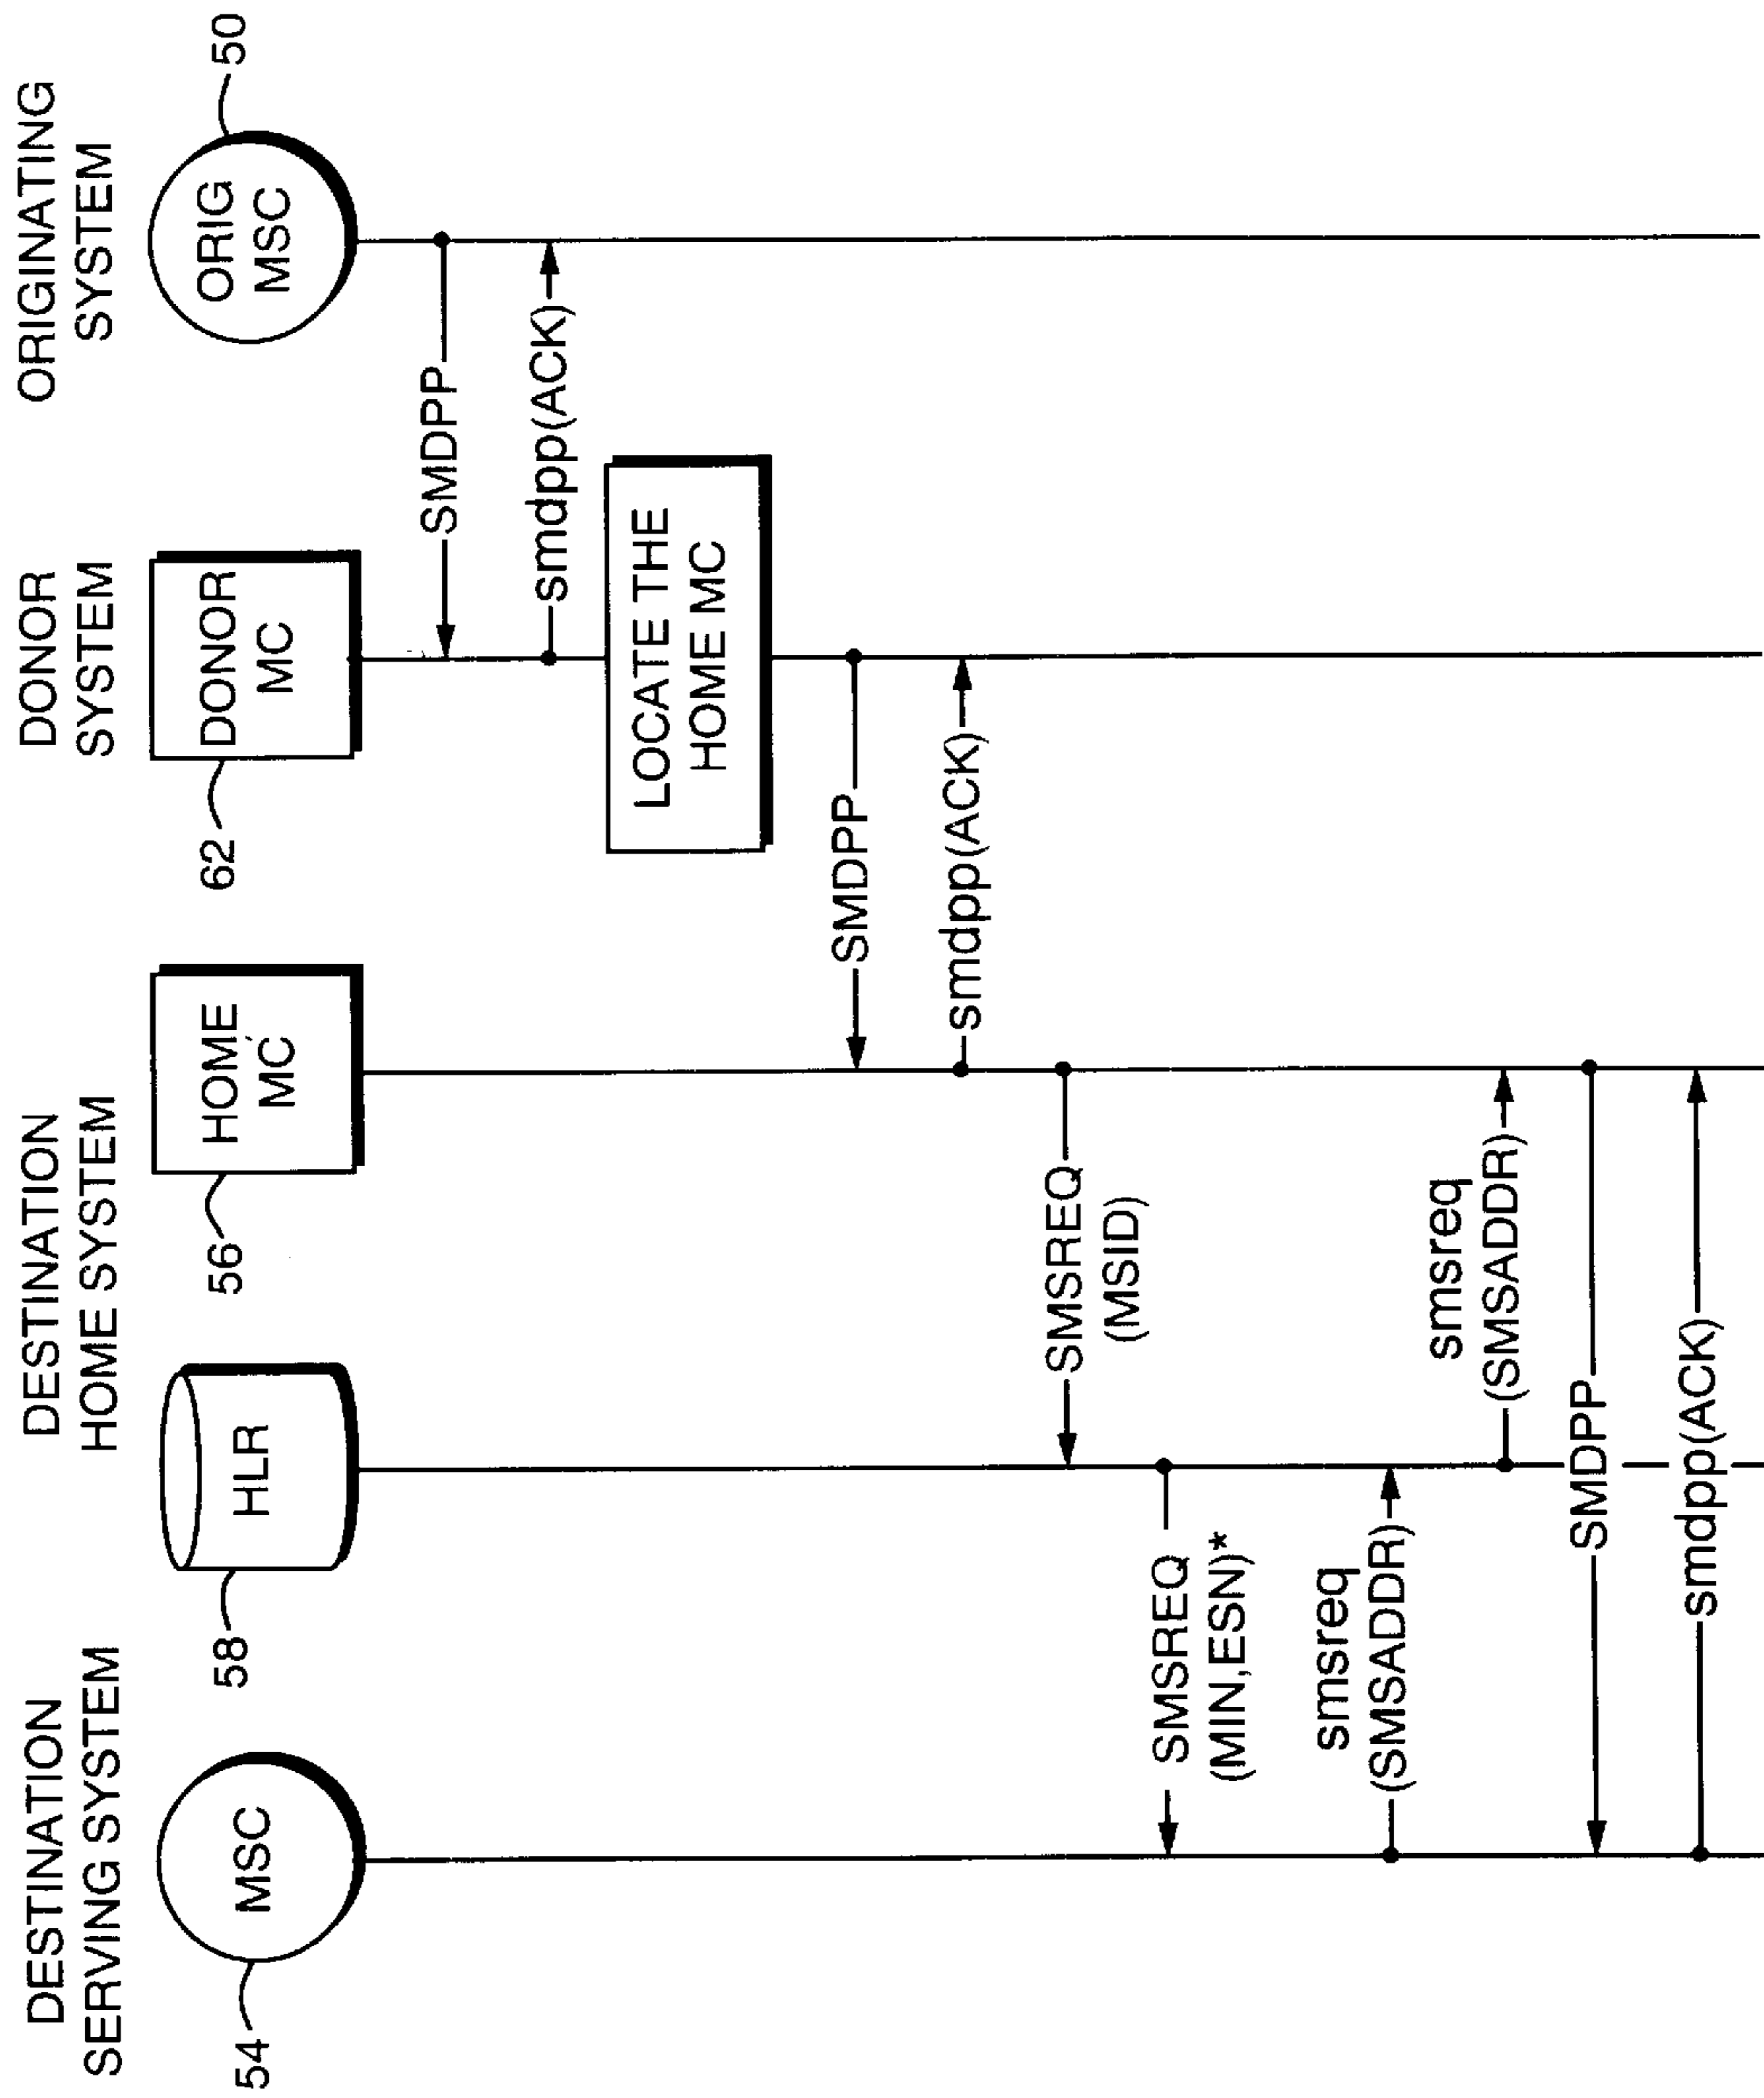 DESTINATION
SERVING SYSTEM
DESTINATION
HOME SYSTEM
DONOR
SYSTEM
ORIGINATING
SYSTEM
MSC
54
HLR
58
HOME
MC
56
DONOR
MC
62
ORIG
MSC
50
SMDPP
smdpp(ACK)
LOCATE THE
HOME MC
SMDPP
smdpp(ACK)
SMSREQ
(MSID)
SMSREQ
(MIN,ESN)*
smsreq
(SMSADDR)
smsreq
(SMSADDR)
SMDPP
smdpp(ACK)